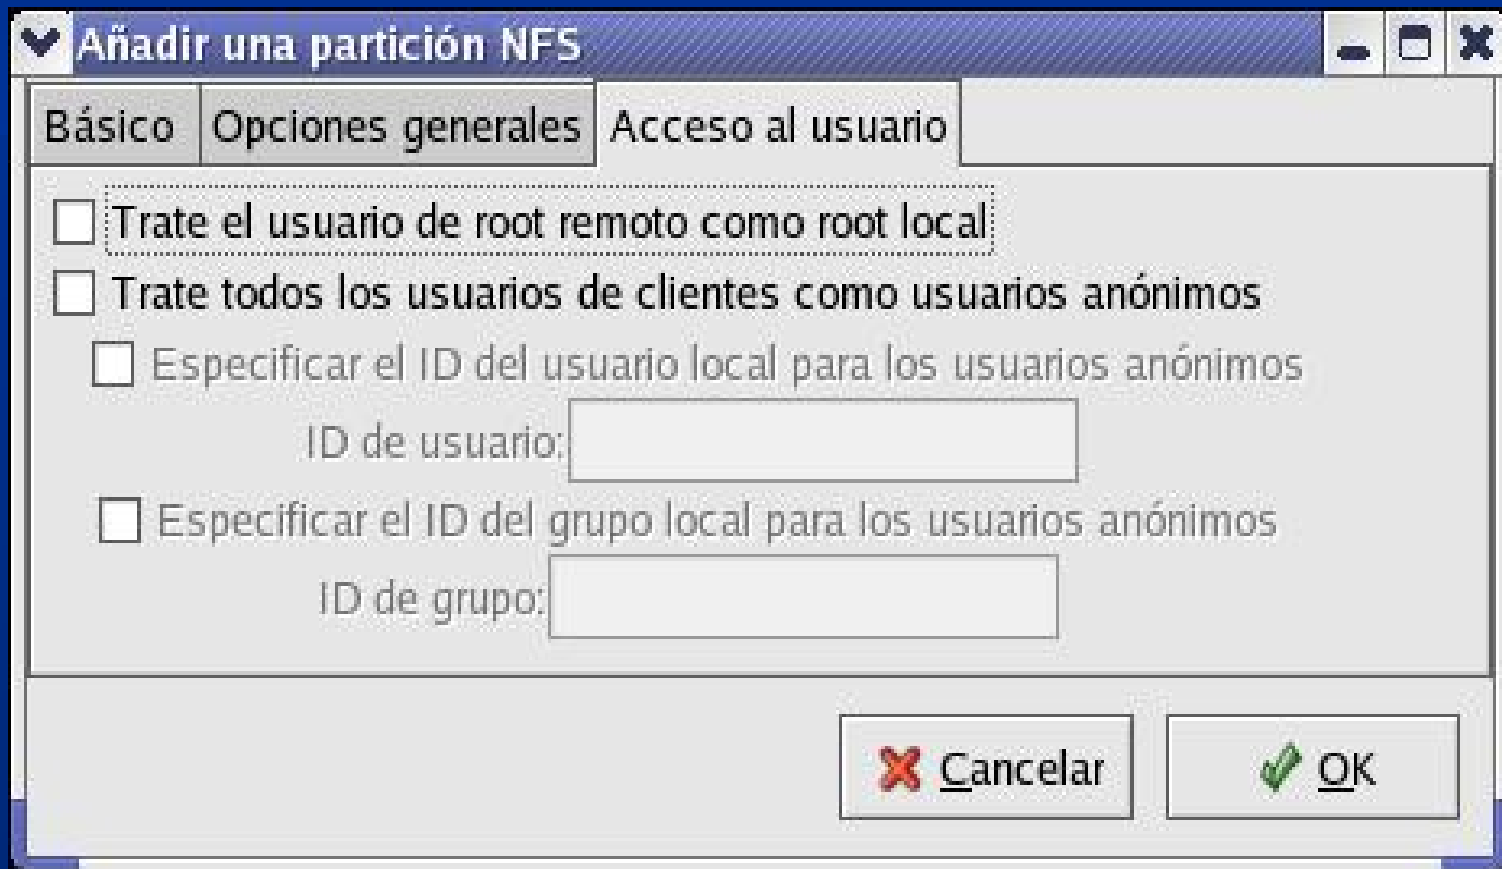 Añadir una partición NFS
Básico Opciones generales Acceso al usuario
Trate el usuario de root remoto como root local
Trate todos los usuarios de clientes como usuarios anónimos
Especificar el ID del usuario local para los usuarios anónimos
ID de usuario:
Especificar el ID del grupo local para los usuarios anónimos
ID de grupo:
Cancelar OK